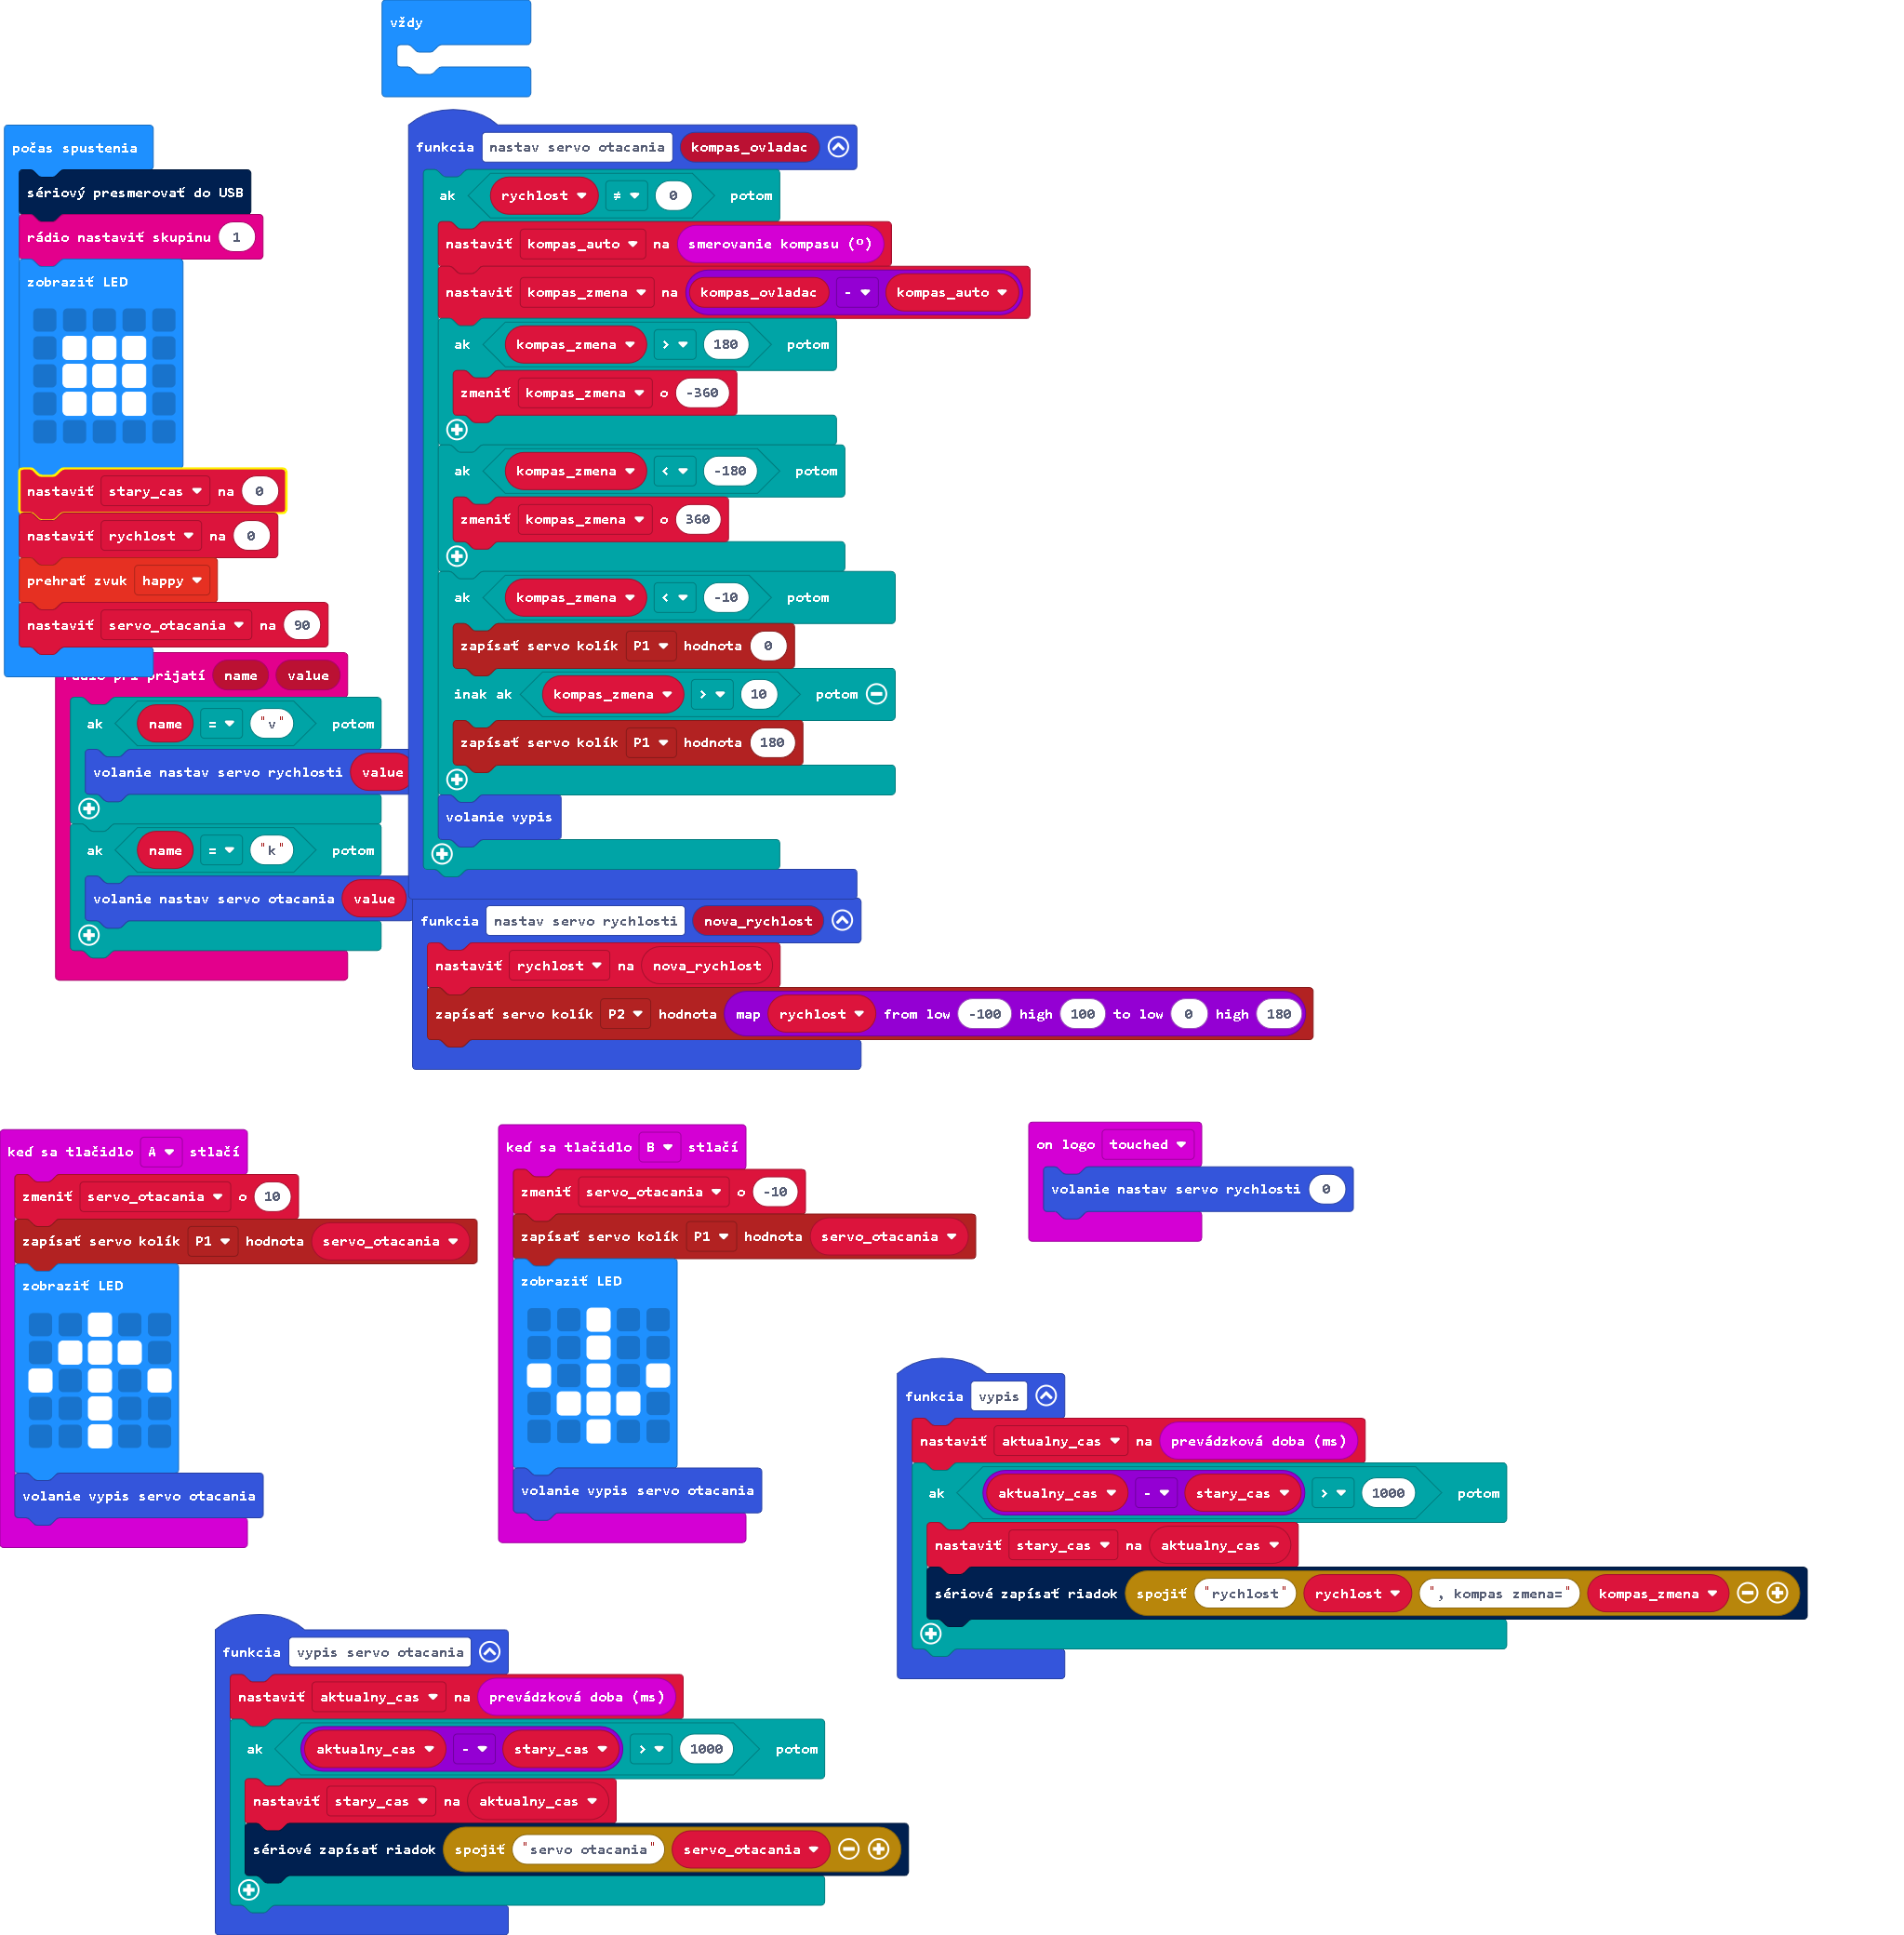 vždy
počas spustenia
sériový presmerovať do USB
rádio nastaviť skupinu 1
zobraziť LED
nastaviť stary_cas na 0
nastaviť rychlost na 0
prehrať zvuk happy
nastaviť servo_otacania na 90
prijatí name value
ak name = "v" potom
volanie nastav servo rychlosti value
ak name = "k" potom
volanie nastav servo otacania value
funkcia nastav servo otacania kompas_ovladac
ak rychlost ≠ 0 potom
nastaviť kompas_auto na smerovanie kompasu (º)
nastaviť kompas_zmena na kompas_ovladac - kompas_auto
ak kompas_zmena > 180 potom
zmeniť kompas_zmena o -360
ak kompas_zmena < -180 potom
zmeniť kompas_zmena o 360
ak kompas_zmena < -10 potom
zapísať servo kolík P1 hodnota 0
inak ak kompas_zmena > 10 potom
zapísať servo kolík P1 hodnota 180
volanie vypis
funkcia nastav servo rychlosti nova_rychlost
nastaviť rychlost na nova_rychlost
zapísať servo kolík P2 hodnota map rychlost from low -100 high 100 to low 0 high 180
keď sa tlačidlo A stlačí
zmeniť servo_otacania o 10
zapísať servo kolík P1 hodnota servo_otacania
zobraziť LED
volanie vypis servo otacania
keď sa tlačidlo B stlačí
zmeniť servo_otacania o -10
zapísať servo kolík P1 hodnota servo_otacania
zobraziť LED
volanie vypis servo otacania
on logo touched
volanie nastav servo rychlosti 0
funkcia vypis
nastaviť aktualny_cas na prevádzková doba (ms)
ak aktualny_cas - stary_cas > 1000 potom
nastaviť stary_cas na aktualny_cas
sériové zapísať riadok spojiť "rychlost" rychlost ", kompas zmena=" kompas_zmena
funkcia vypis servo otacania
nastaviť aktualny_cas na prevádzková doba (ms)
ak aktualny_cas - stary_cas > 1000 potom
nastaviť stary_cas na aktualny_cas
sériové zapísať riadok spojiť "servo otacania" servo_otacania